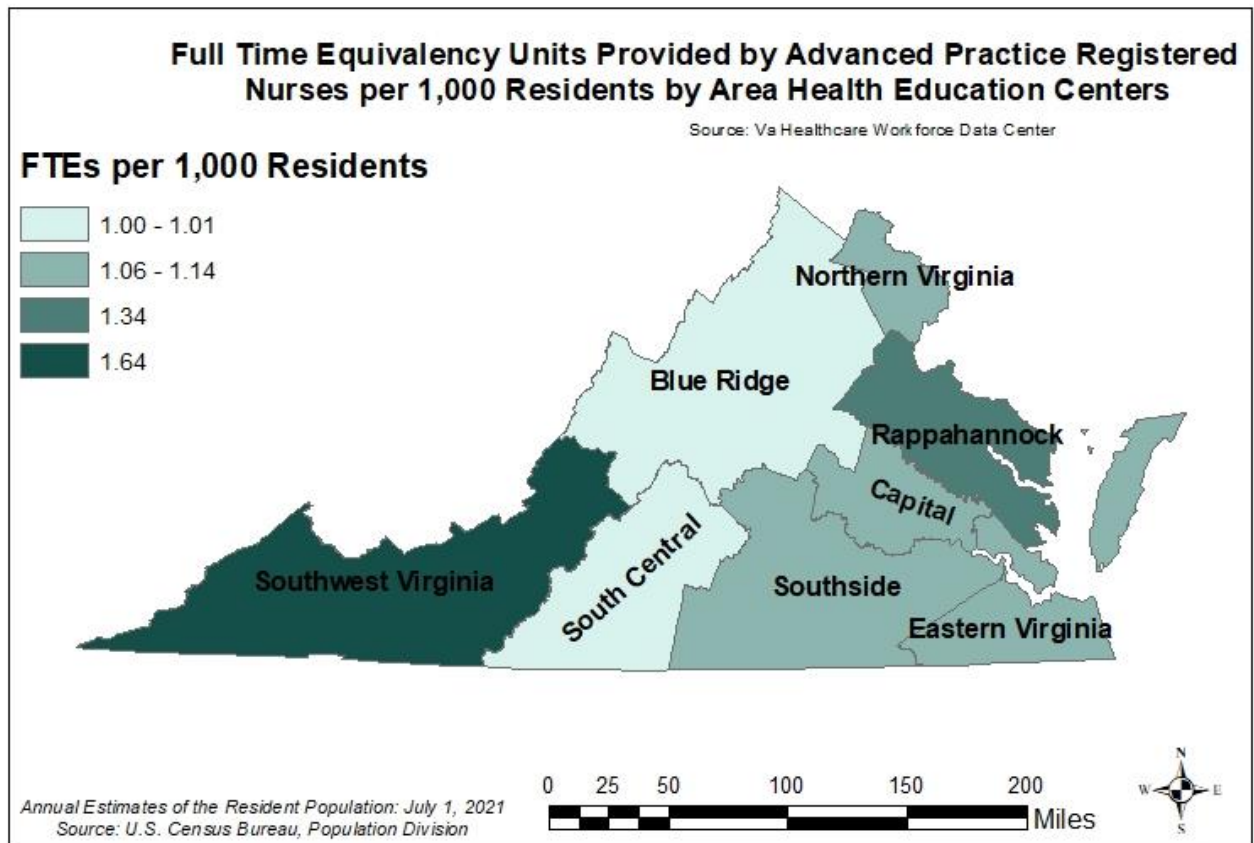 Full Time Equivalency Units Provided by Advanced Practice Registered
Nurses per 1,000 Residents by Area Health Education Centers
Source: Va Healthcare Workforce Data Center
FTEs per 1,000 Residents
1.00 - 1.01
1.06 - 1.14
1.34
1.64
Northern Virginia
Blue Ridge
Rappahannock
Capital
South Central
Southwest Virginia
Southside
Eastern Virginia
Annual Estimates of the Resident Population: July 1, 2021
Source: U.S. Census Bureau, Population Division
0 25 50 100 150 200
Miles
N
W E
S